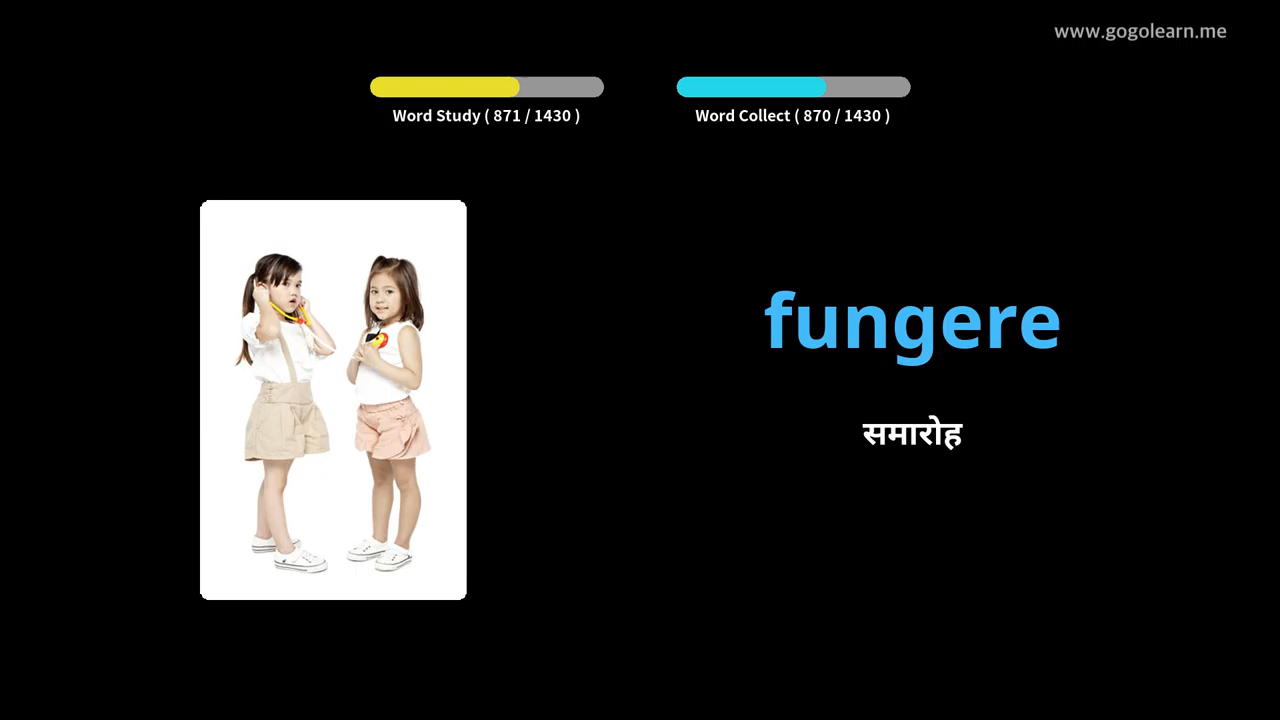 www.gogolearn.me
Word Study ( 871 / 1430 )
Word Collect ( 870 / 1430 )
fungere
समारोह